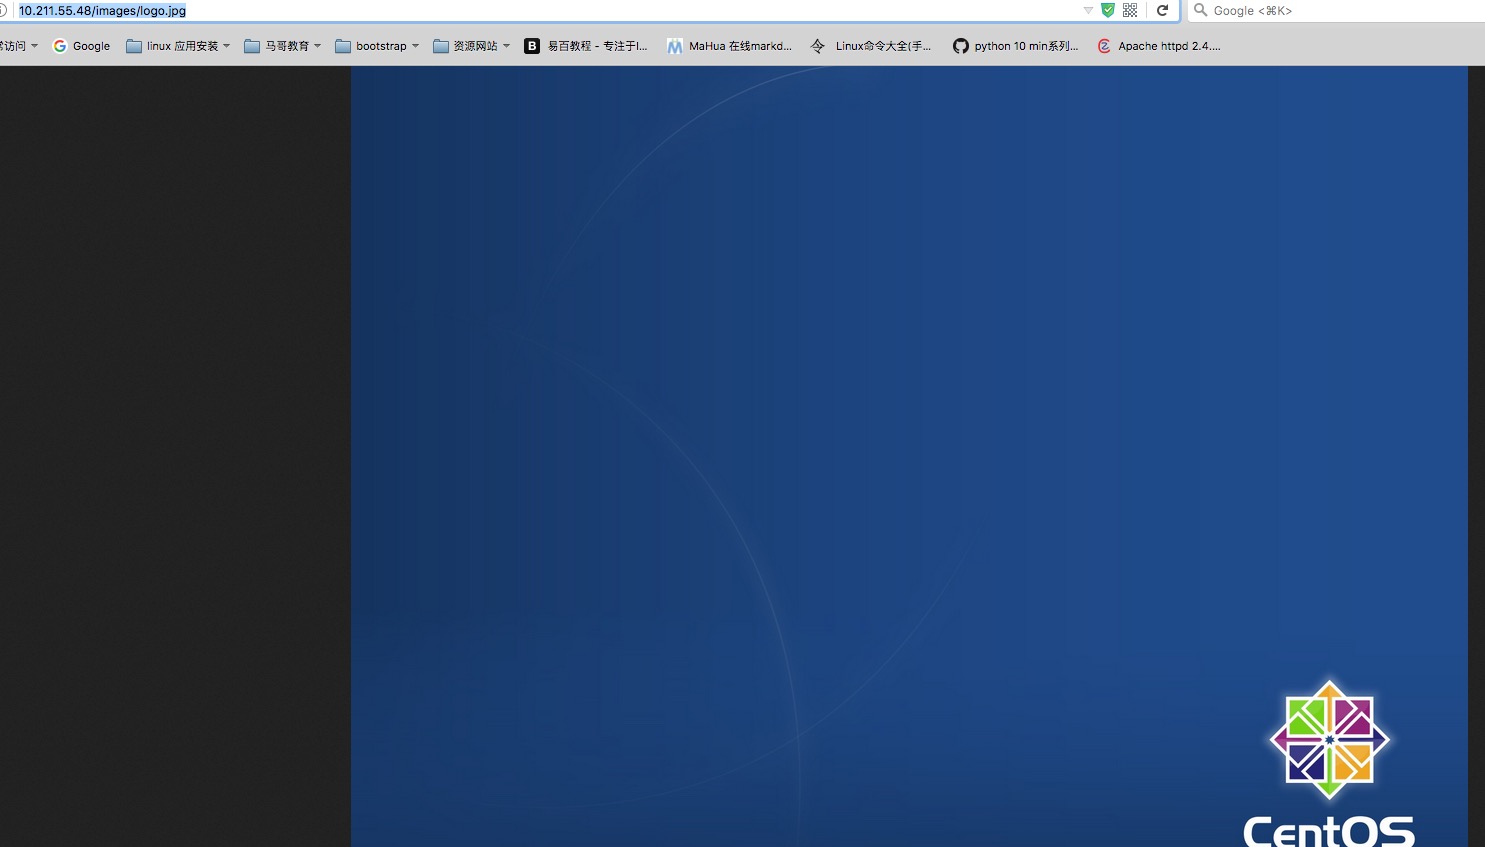 10.211.55.48/images/logo.jpg
Google <⌘K>
常访问
Google
linux 应用安装
马哥教育
bootstrap
资源网站
易百教程 - 专注于I...
MaHua 在线markd...
Linux命令大全(手...
python 10 min系列...
Apache httpd 2.4....
CentOS